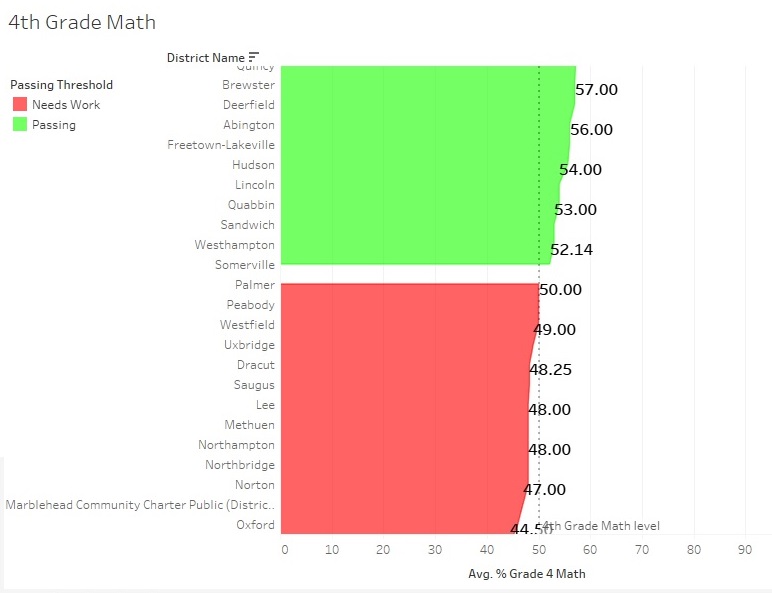 4th Grade Math
District Name
Passing Threshold
Needs Work
Passing
Quincy
Brewster
57.00
Deerfield
Abington
56.00
Freetown-Lakeville
Hudson
54.00
Lincoln
Quabbin
53.00
Sandwich
Westhampton
52.14
Somerville
Palmer
50.00
Peabody
Westfield
49.00
Uxbridge
Dracut
48.25
Saugus
Lee
48.00
Methuen
Northampton
48.00
Northbridge
Norton
47.00
Marblehead Community Charter Public (Distric..
Oxford
44.50
4th Grade Math level
0 10 20 30 40 50 60 70 80 90
Avg. % Grade 4 Math